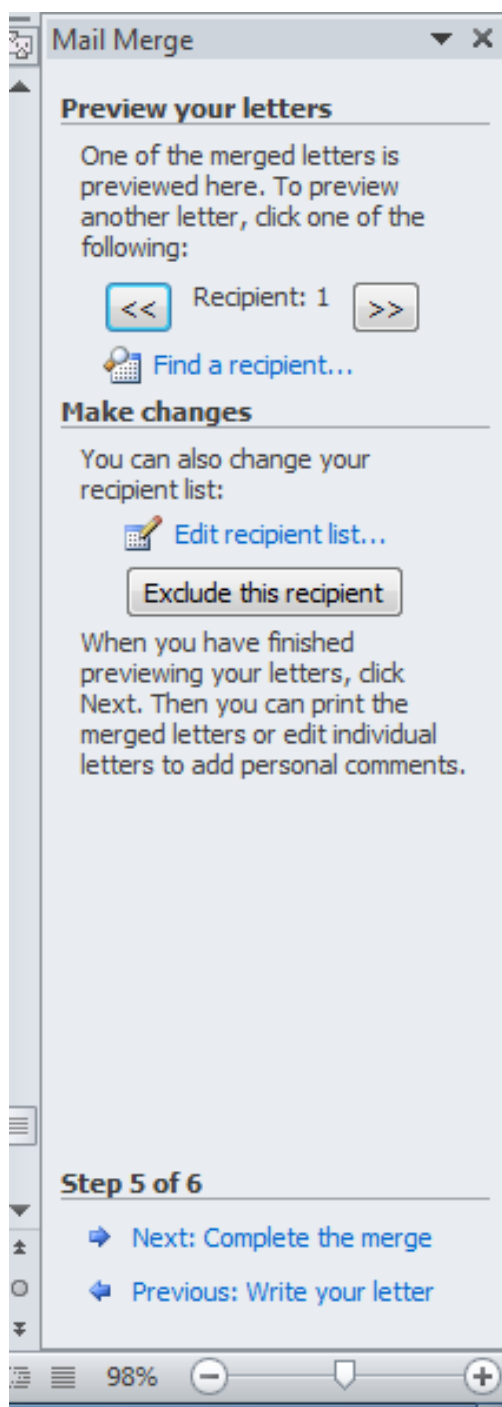 Mail Merge
Preview your letters
One of the merged letters is
previewed here. To preview
another letter, click one of the
following:
<< Recipient: 1 >>
Find a recipient...
Make changes
You can also change your
recipient list:
Edit recipient list...
Exclude this recipient
When you have finished
previewing your letters, click
Next. Then you can print the
merged letters or edit individual
letters to add personal comments.
Step 5 of 6
Next: Complete the merge
Previous: Write your letter
98%